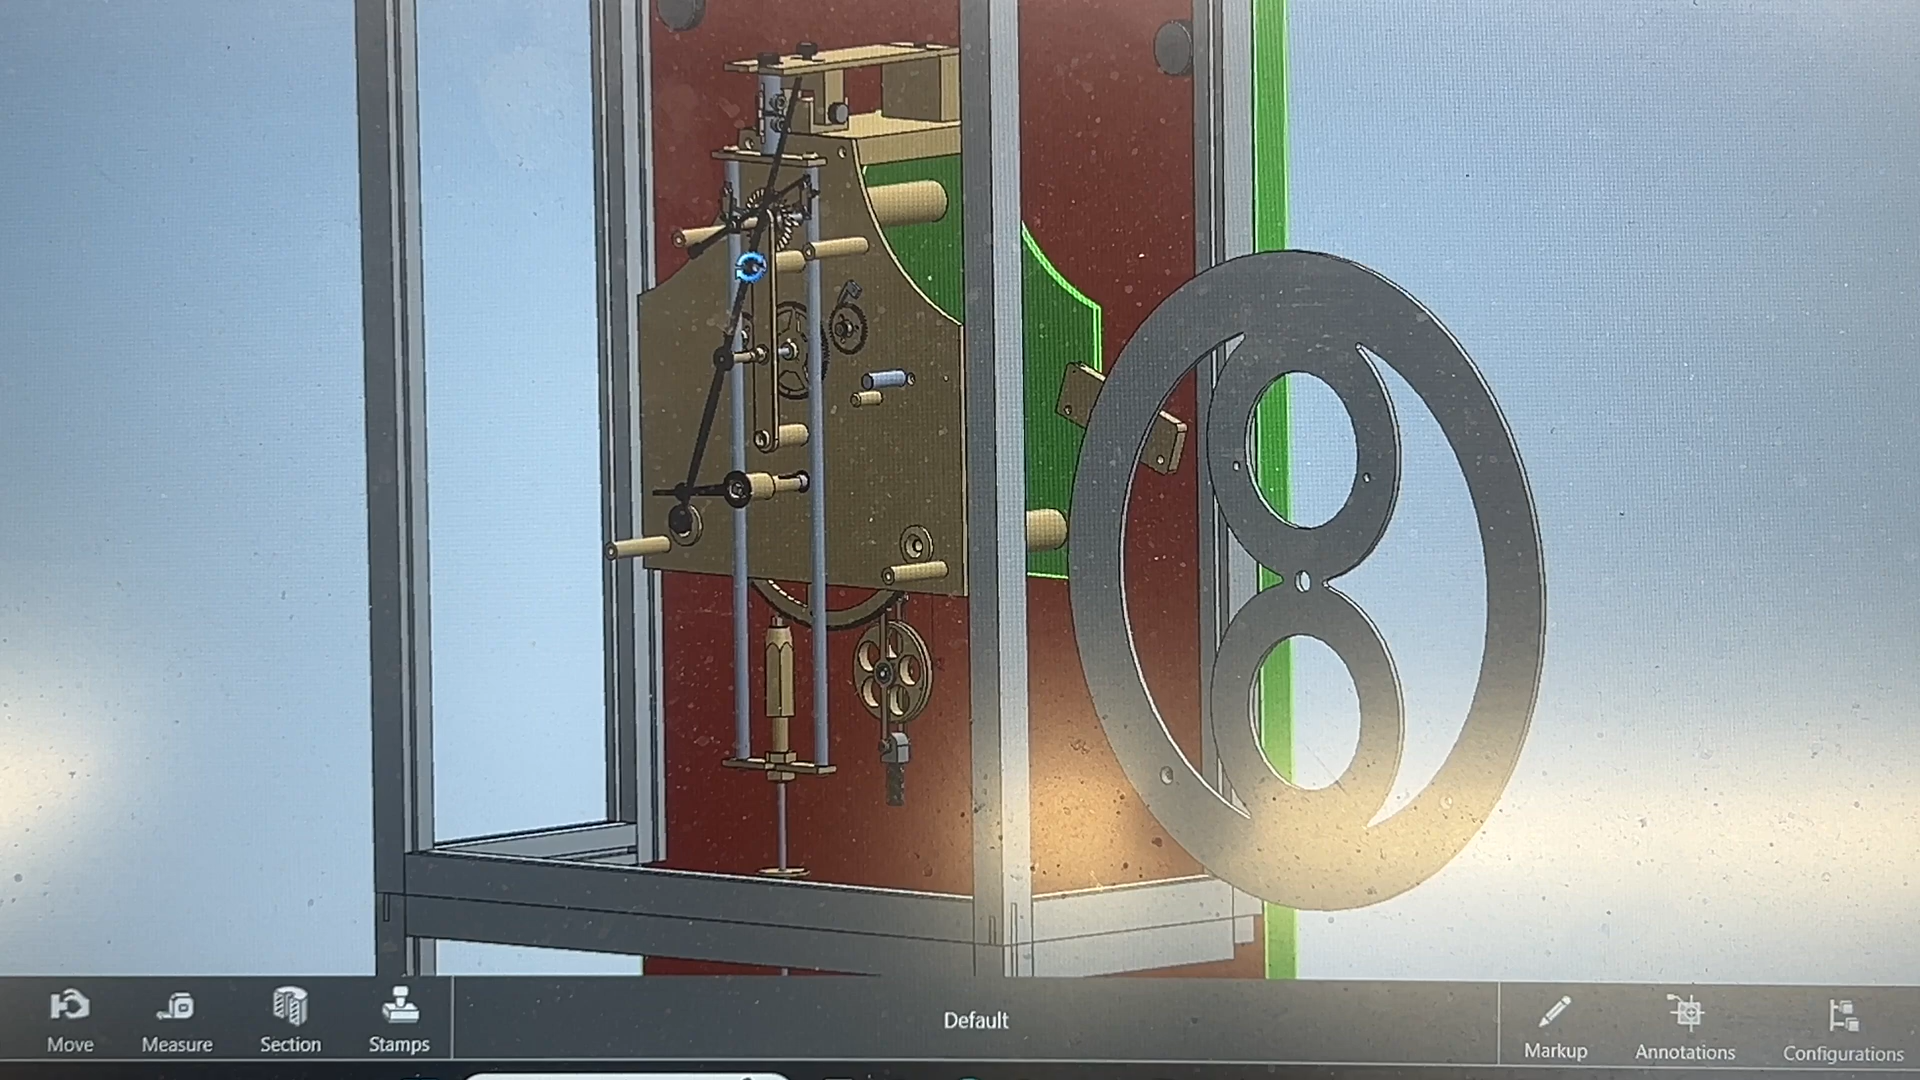 Move
Measure
Section
Stamps
Default
Markup
Annotations
Configurations